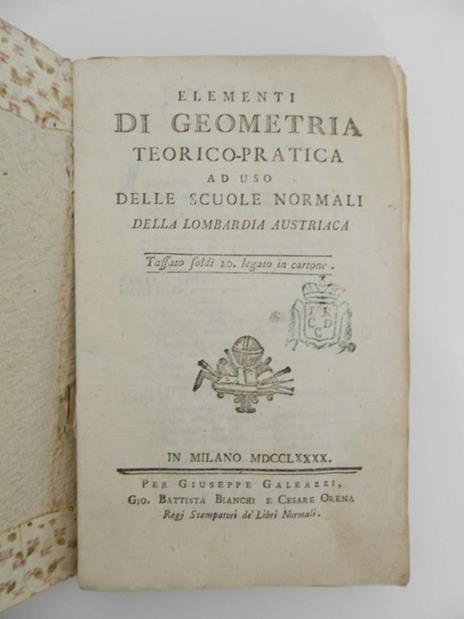 ELEMENTI
DI GEOMETRIA
TEORICO-PRATICA
AD USO
DELLE SCUOLE NORMALI
DELLA LOMBARDIA AUSTRIACA
Taſſato ſoldi 20. legato in cartone.
IN MILANO MDCCLXXXX.
PER GIUSEPPE GALEAZZI,
GIO. BATTISTA BIANCHI E CESARE ORENA
Regj Stampatori de' Libri Normali.